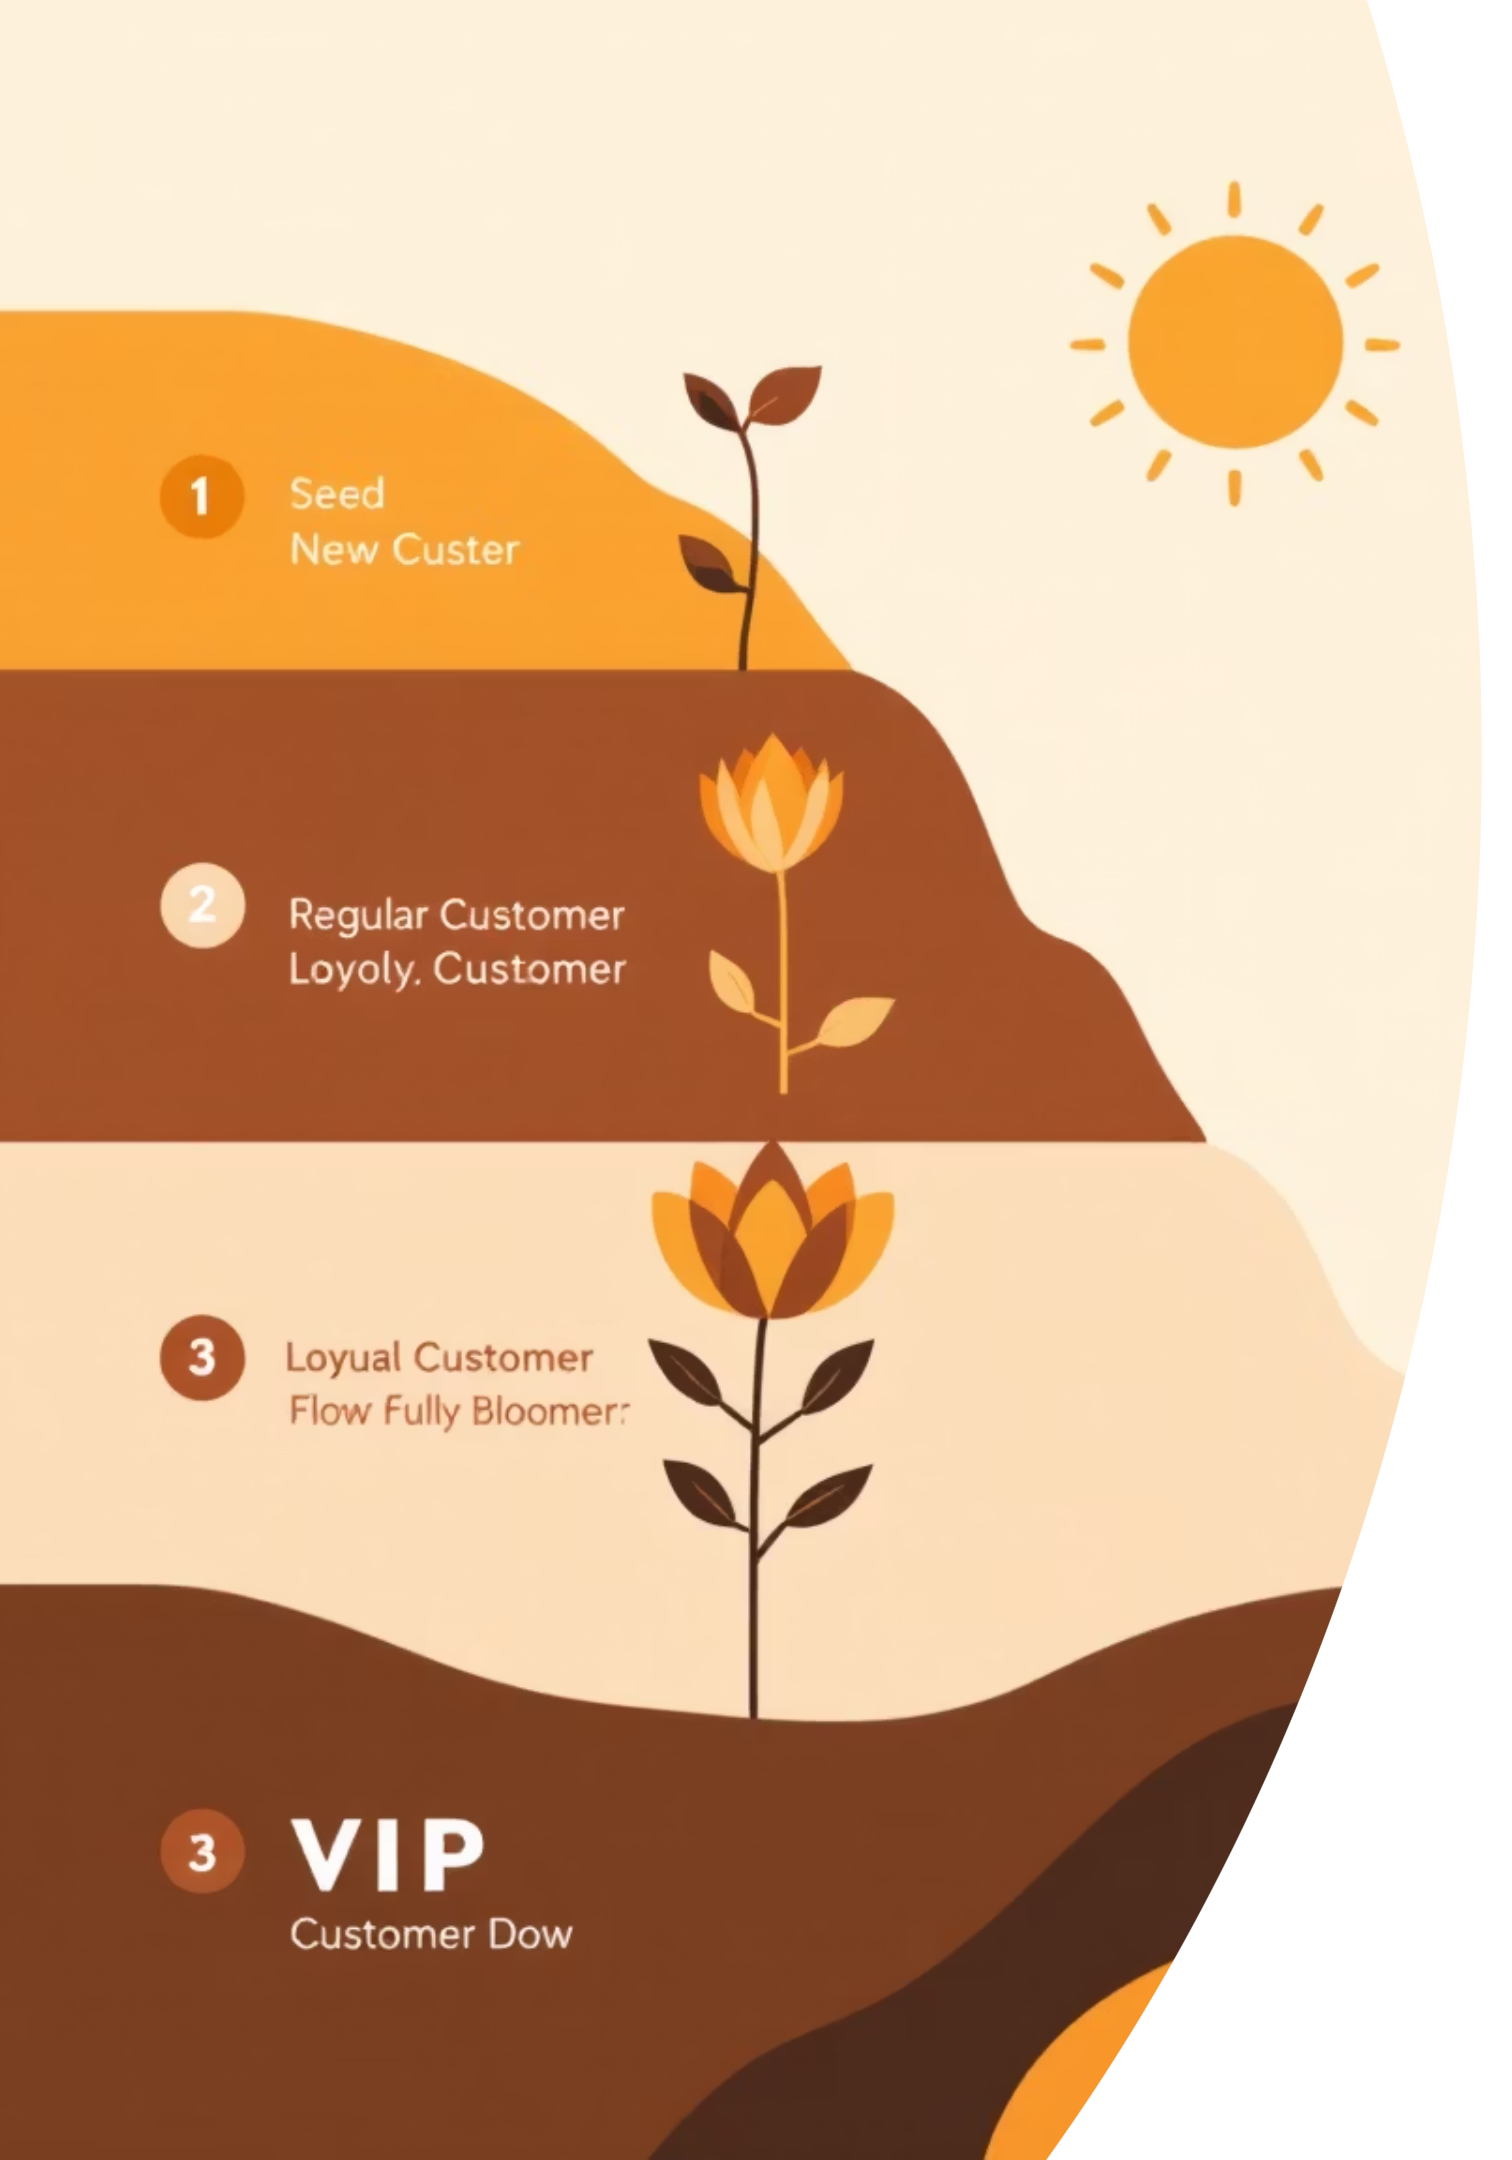 1
Seed
New Custer
2
Regular Customer
Loyoly. Customer
3
Loyual Customer
Flow Fully Bloomer:
3
VIP
Customer Dow